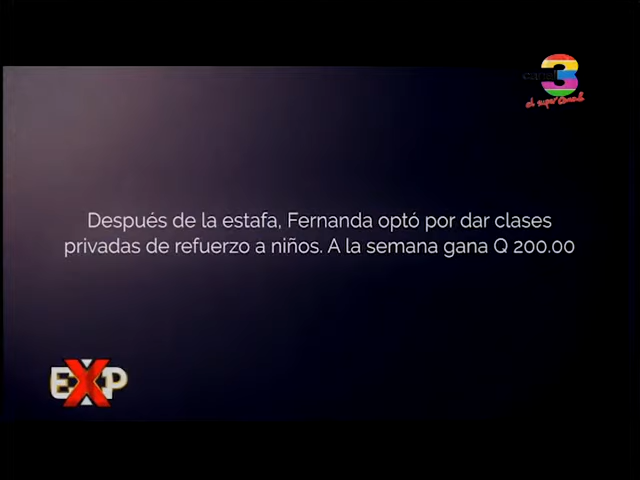 canal 3
el super canal
Después de la estafa, Fernanda optó por dar clases
privadas de refuerzo a niños. A la semana gana Q 200.00
EXP